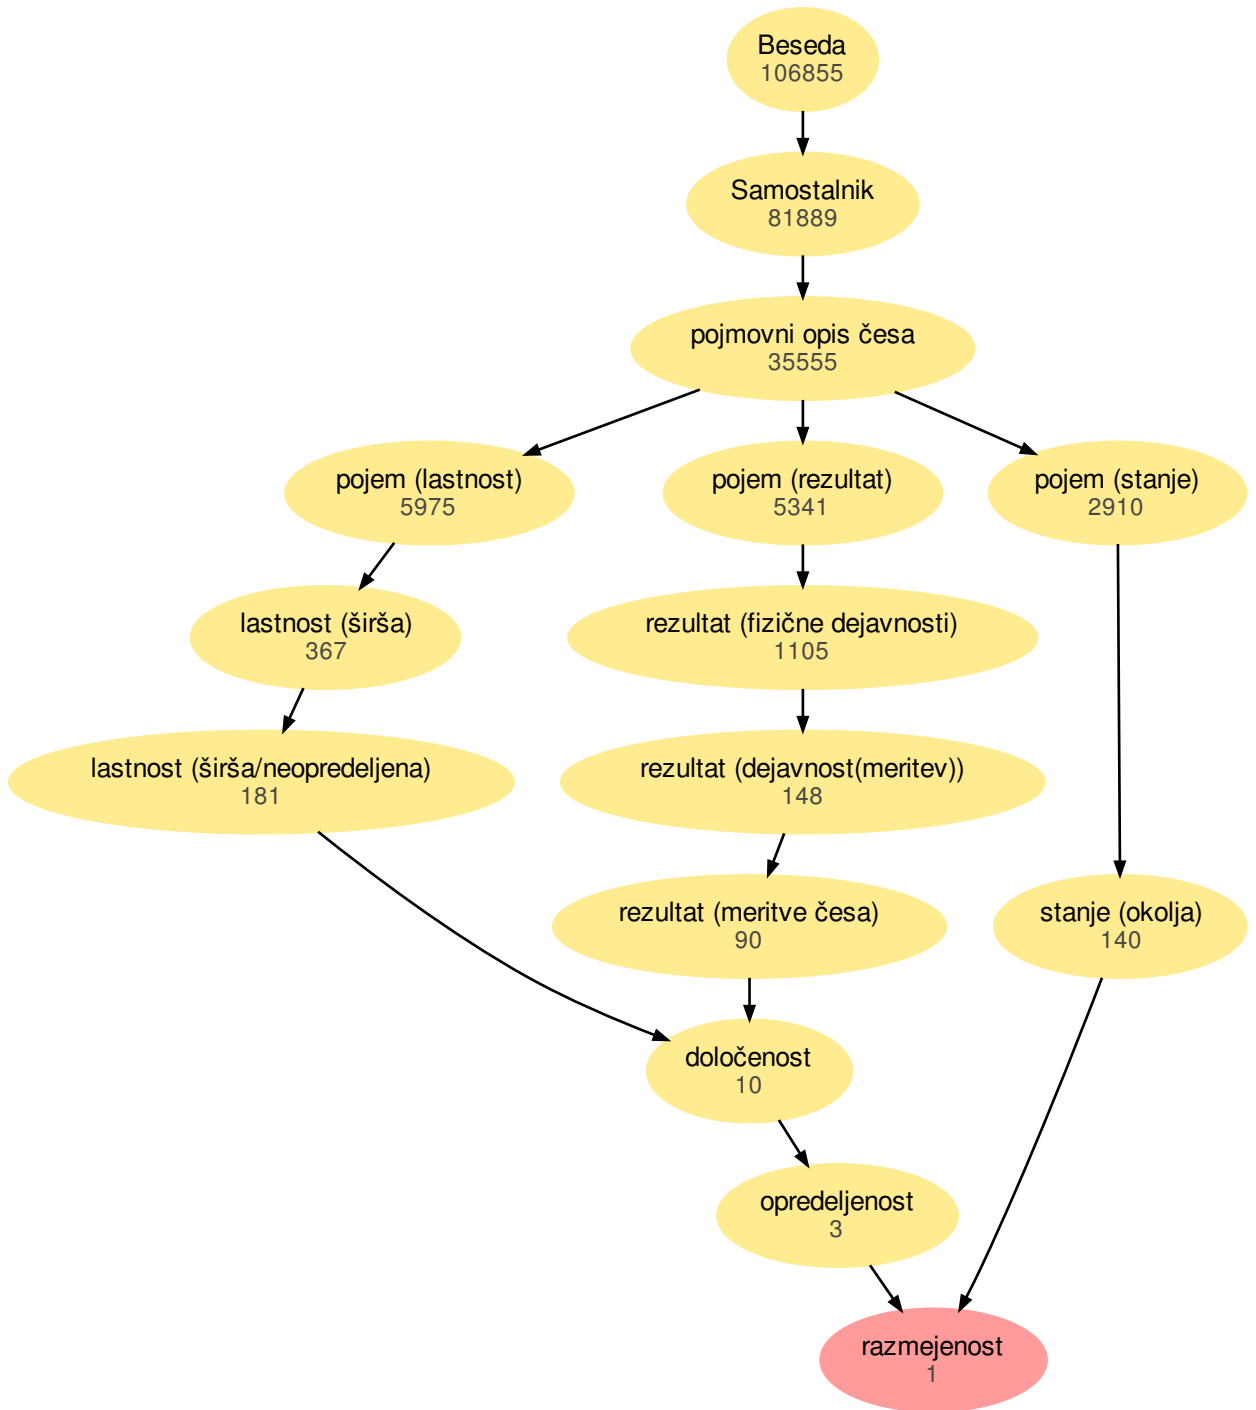 Beseda
106855
Samostalnik
81889
pojmovni opis česa
35555
pojem (lastnost)
5975
pojem (rezultat)
5341
pojem (stanje)
2910
lastnost (širša)
367
rezultat (fizične dejavnosti)
1105
lastnost (širša/neopredeljena)
181
rezultat (dejavnost(meritev))
148
rezultat (meritve česa)
90
stanje (okolja)
140
določenost
10
opredeljenost
3
razmejenost
1